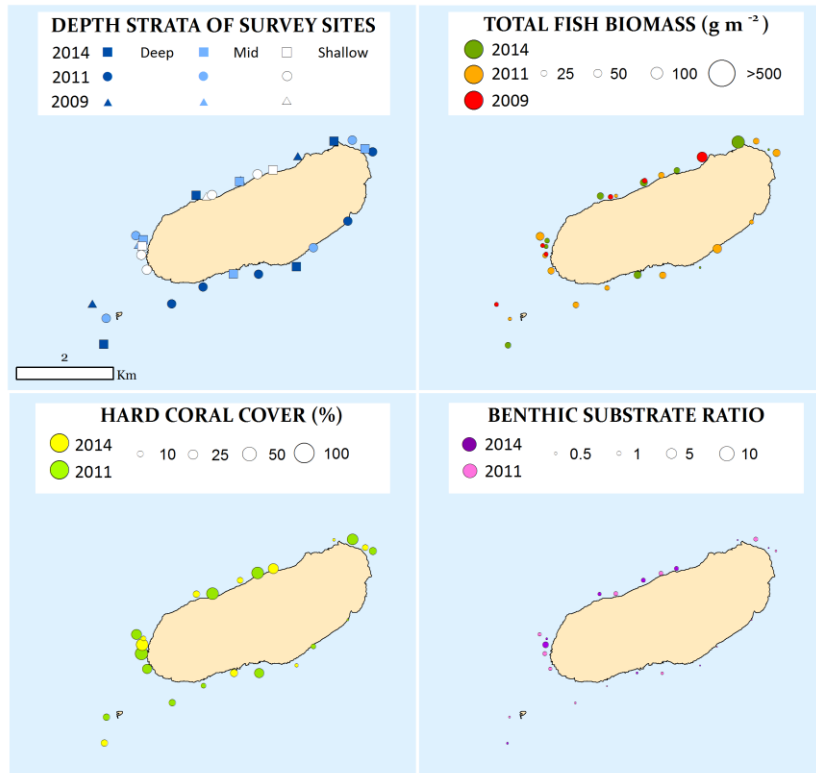 DEPTH STRATA OF SURVEY SITES
2014 Deep Mid Shallow
2011
2009
2
Km
TOTAL FISH BIOMASS (g m ⁻²)
2014
2011 25 50 100 >500
2009
HARD CORAL COVER (%)
2014
2011
10 25 50 100
BENTHIC SUBSTRATE RATIO
2014
2011
0.5 1 5 10